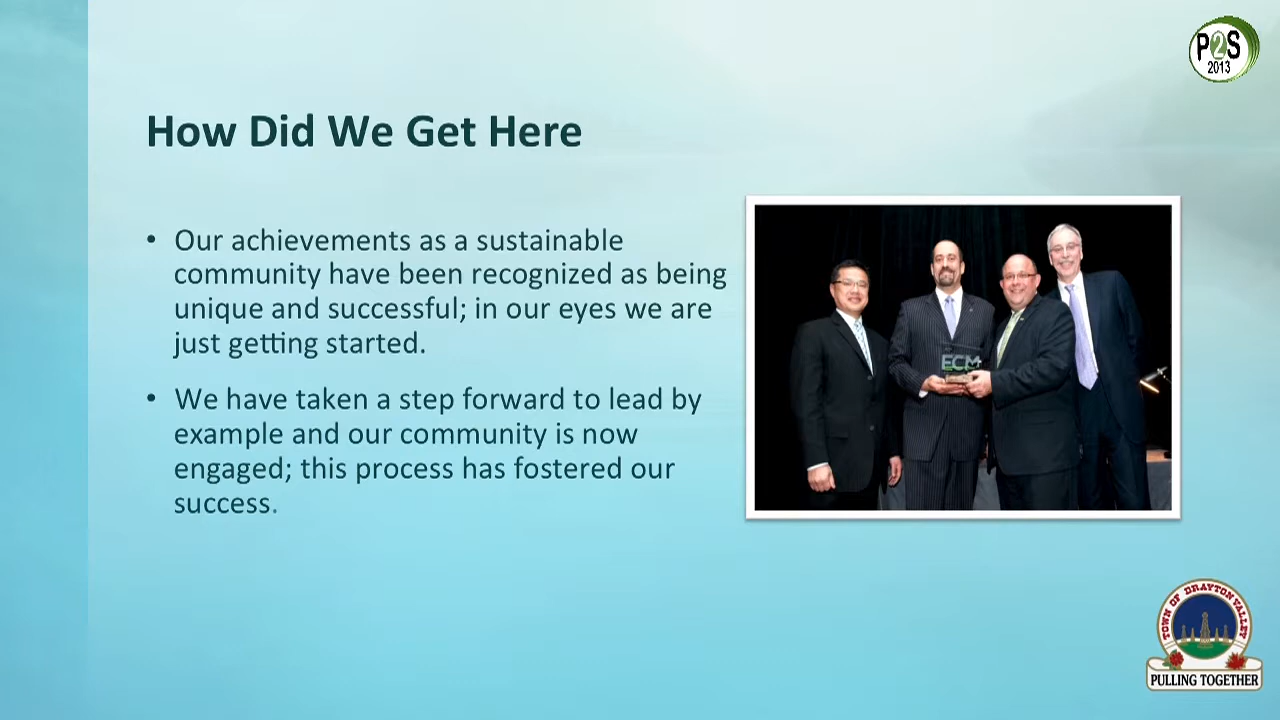 P2S
2013
How Did We Get Here
• Our achievements as a sustainable
community have been recognized as being
unique and successful; in our eyes we are
just getting started.
• We have taken a step forward to lead by
example and our community is now
engaged; this process has fostered our
success.
ECM
TOWN OF DRAYTON VALLEY
PULLING TOGETHER